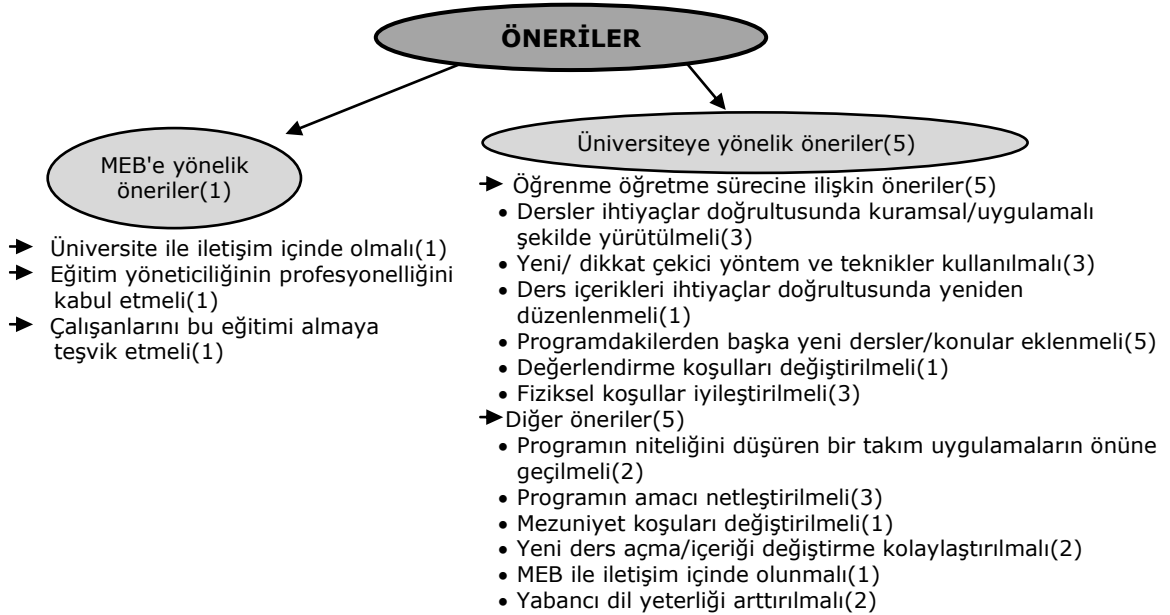 ÖNERİLER
MEB'e yönelik
öneriler(1)
➔ Üniversite ile iletişim içinde olmalı(1)
➔ Eğitim yöneticiliğinin profesyonelliğini
kabul etmeli(1)
➔ Çalışanlarını bu eğitimi almaya
teşvik etmeli(1)
Üniversiteye yönelik öneriler(5)
➔ Öğrenme öğretme sürecine ilişkin öneriler(5)
• Dersler ihtiyaçlar doğrultusunda kuramsal/uygulamalı
şekilde yürütülmeli(3)
• Yeni/ dikkat çekici yöntem ve teknikler kullanılmalı(3)
• Ders içerikleri ihtiyaçlar doğrultusunda yeniden
düzenlenmeli(1)
• Programdakilerden başka yeni dersler/konular eklenmeli(5)
• Değerlendirme koşulları değiştirilmeli(1)
• Fiziksel koşullar iyileştirilmeli(3)
➔Diğer öneriler(5)
• Programın niteliğini düşüren bir takım uygulamaların önüne
geçilmeli(2)
• Programın amacı netleştirilmeli(3)
• Mezuniyet koşuları değiştirilmeli(1)
• Yeni ders açma/içeriği değiştirme kolaylaştırılmalı(2)
• MEB ile iletişim içinde olunmalı(1)
• Yabancı dil yeterliği arttırılmalı(2)